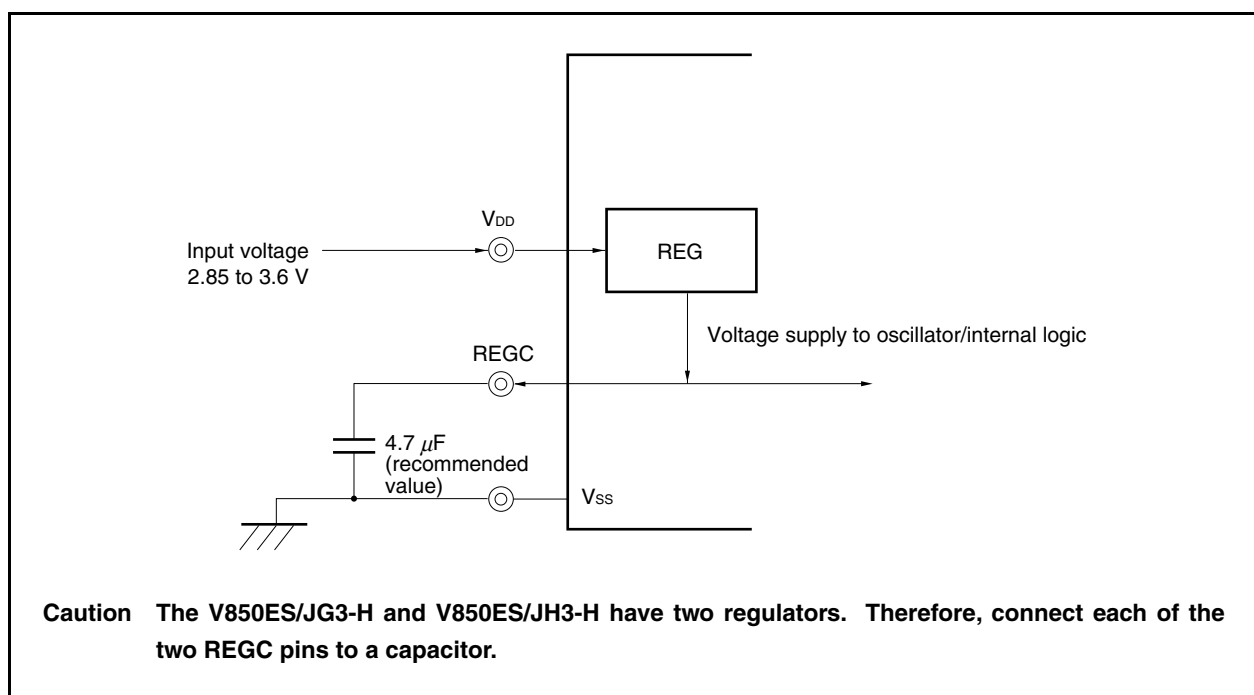 VDD
Input voltage
2.85 to 3.6 V
REG
Voltage supply to oscillator/internal logic
REGC
4.7 μF
(recommended
value)
VSS
Caution The V850ES/JG3-H and V850ES/JH3-H have two regulators. Therefore, connect each of the
two REGC pins to a capacitor.